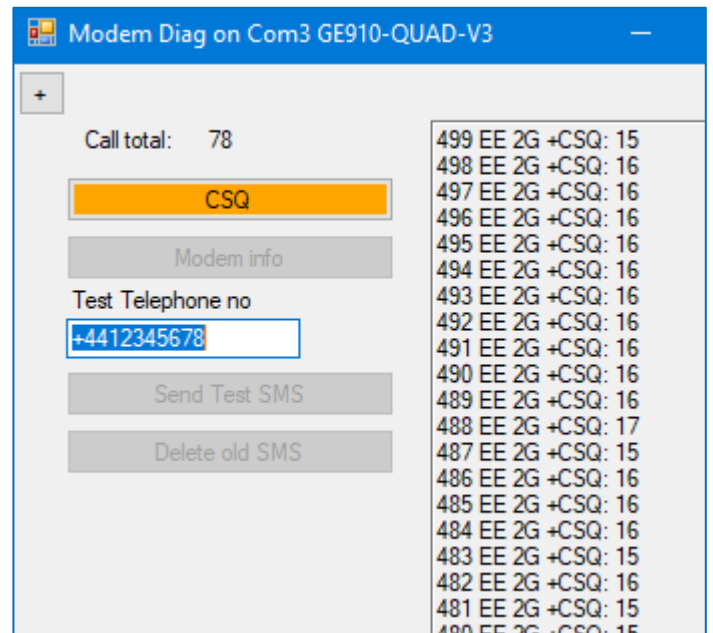 Modem Diag on Com3 GE910-QUAD-V3
+
Call total: 78
CSQ
Modem info
Test Telephone no
+4412345678
Send Test SMS
Delete old SMS
499 EE 2G +CSQ: 15
498 EE 2G +CSQ: 16
497 EE 2G +CSQ: 16
496 EE 2G +CSQ: 16
495 EE 2G +CSQ: 16
494 EE 2G +CSQ: 16
493 EE 2G +CSQ: 16
492 EE 2G +CSQ: 16
491 EE 2G +CSQ: 16
490 EE 2G +CSQ: 16
489 EE 2G +CSQ: 16
488 EE 2G +CSQ: 17
487 EE 2G +CSQ: 15
486 EE 2G +CSQ: 16
485 EE 2G +CSQ: 16
484 EE 2G +CSQ: 16
483 EE 2G +CSQ: 15
482 EE 2G +CSQ: 16
481 EE 2G +CSQ: 15
480 EE 2G +CSQ: 15